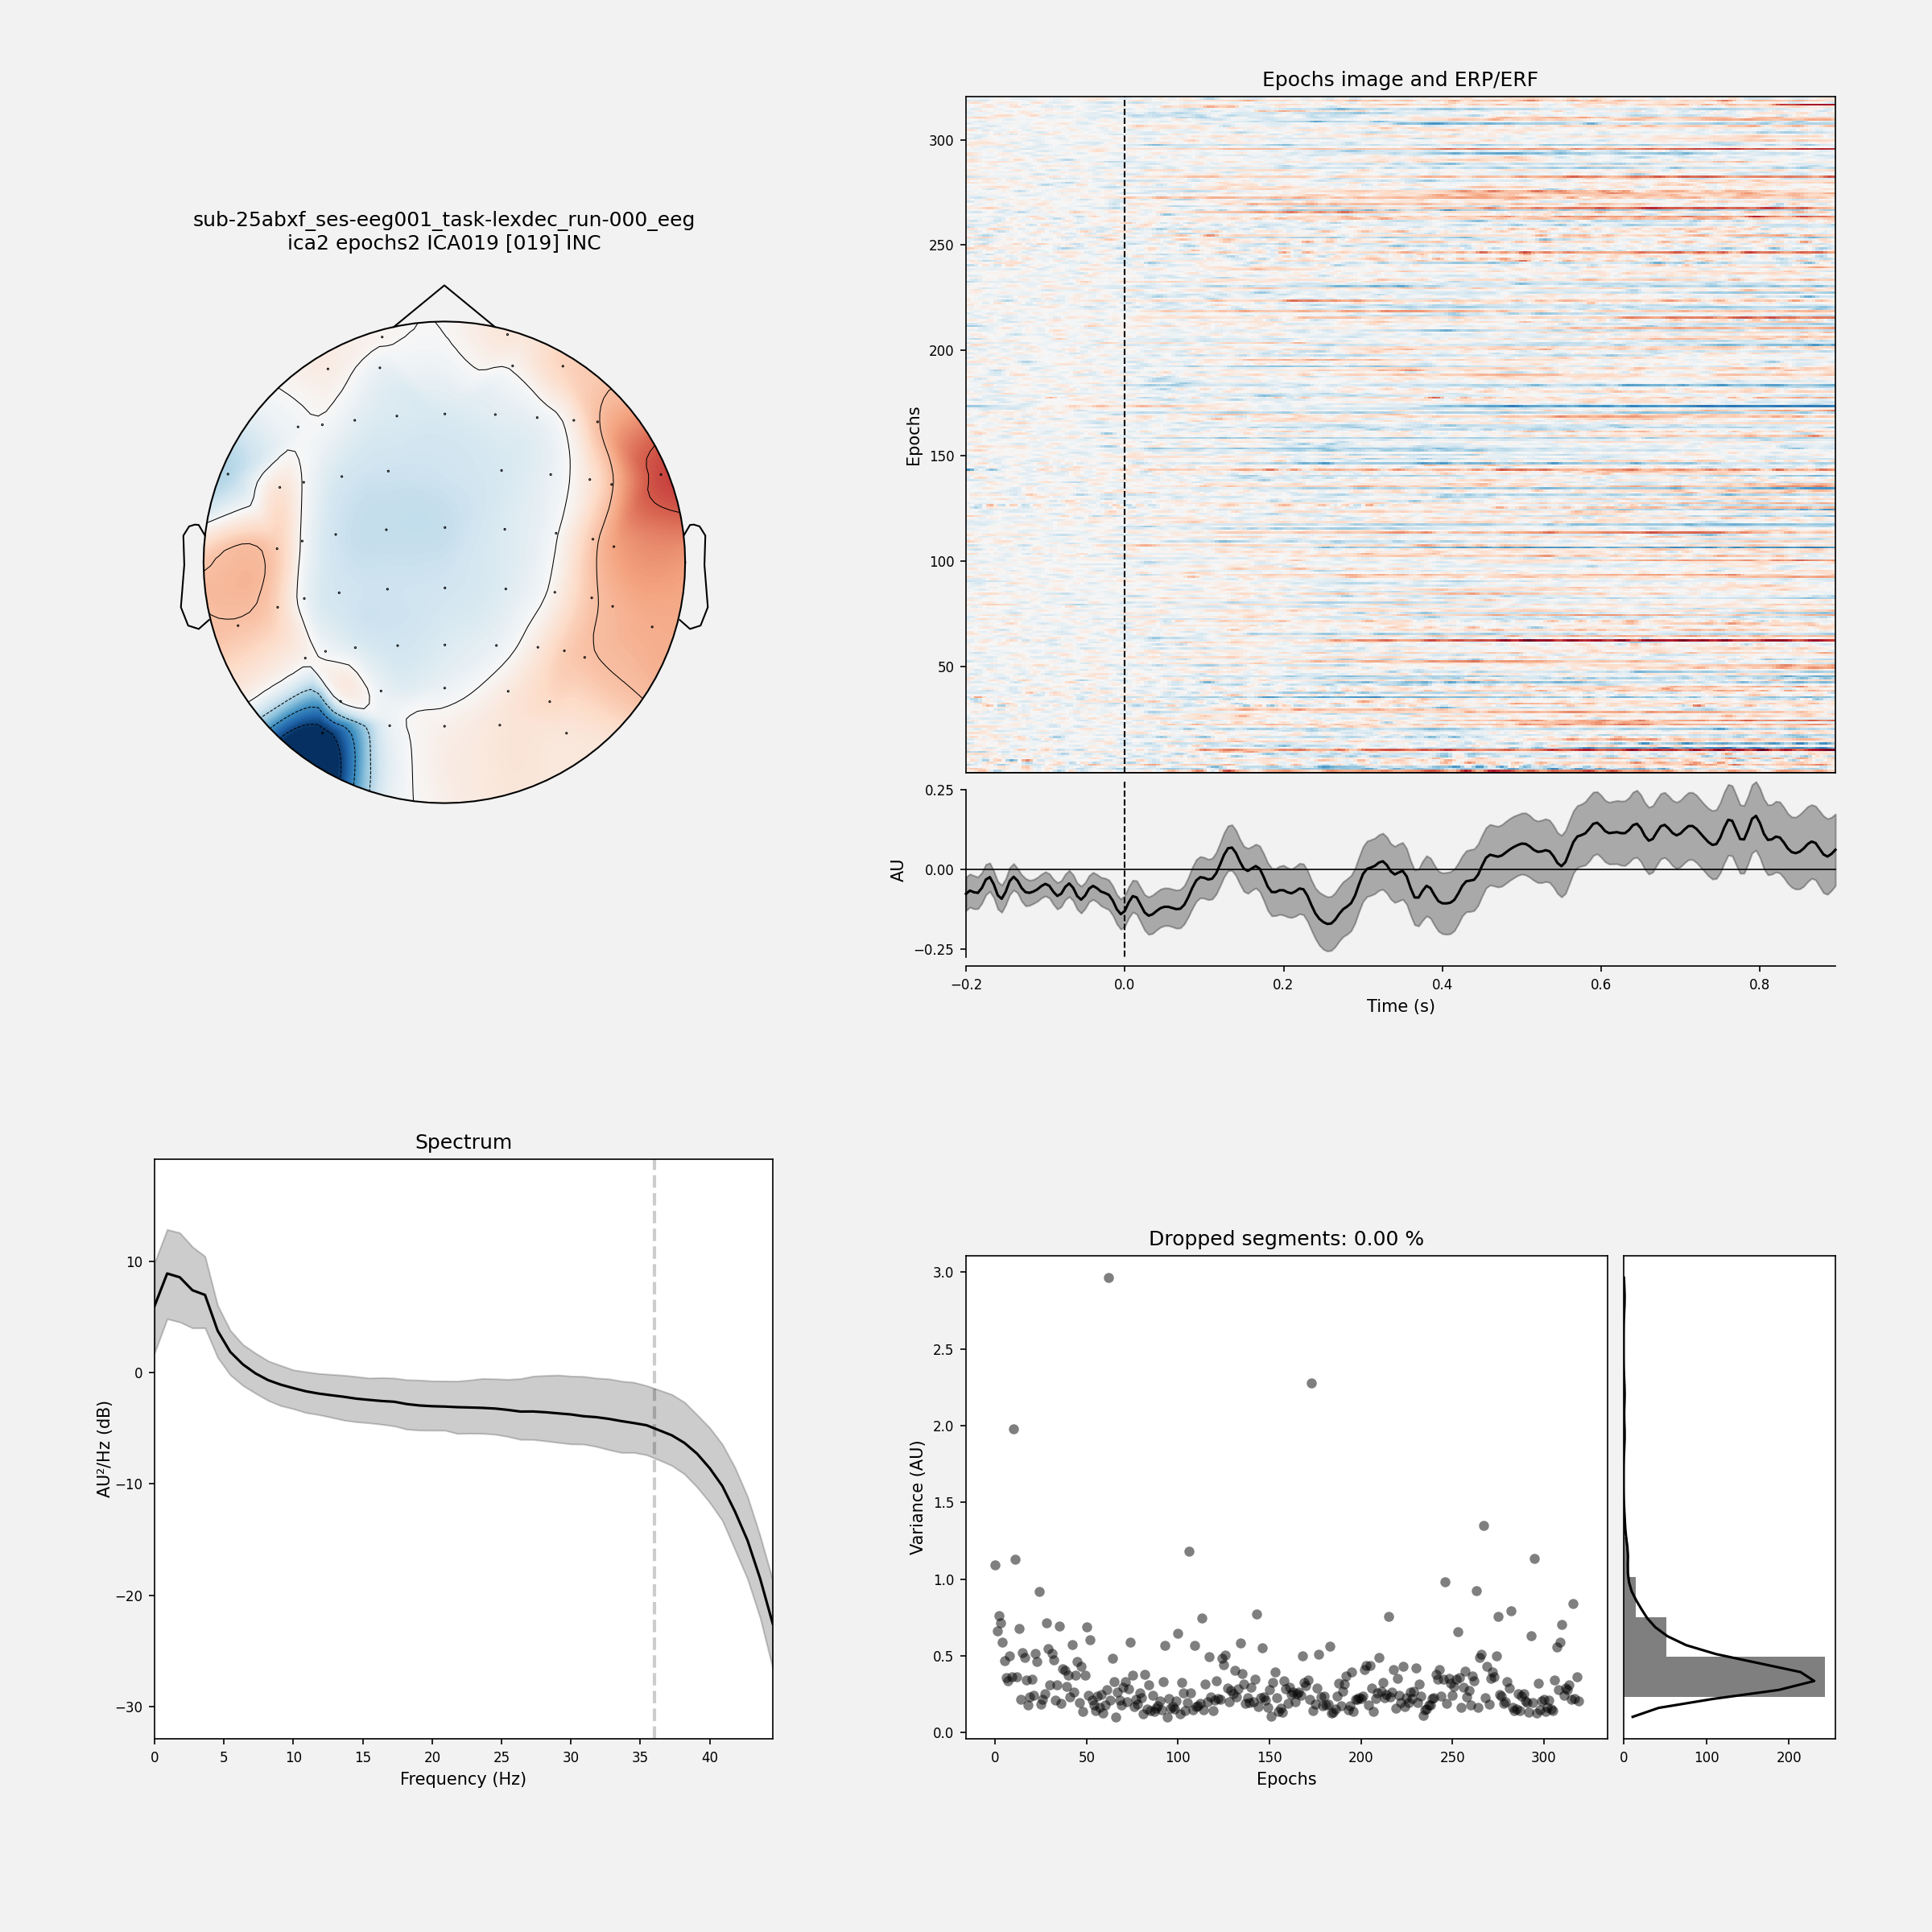 sub-25abxf_ses-eeg001_task-lexdec_run-000_eeg
ica2 epochs2 ICA019 [019] INC
Epochs image and ERP/ERF
Epochs
300
250
200
150
100
50
AU
0.25
0.00
−0.25
−0.2 0.0 0.2 0.4 0.6 0.8
Time (s)
Spectrum
AU²/Hz (dB)
10
0
−10
−20
−30
0 5 10 15 20 25 30 35 40
Frequency (Hz)
Dropped segments: 0.00 %
Variance (AU)
3.0
2.5
2.0
1.5
1.0
0.5
0.0
0 50 100 150 200 250 300
Epochs
0 100 200